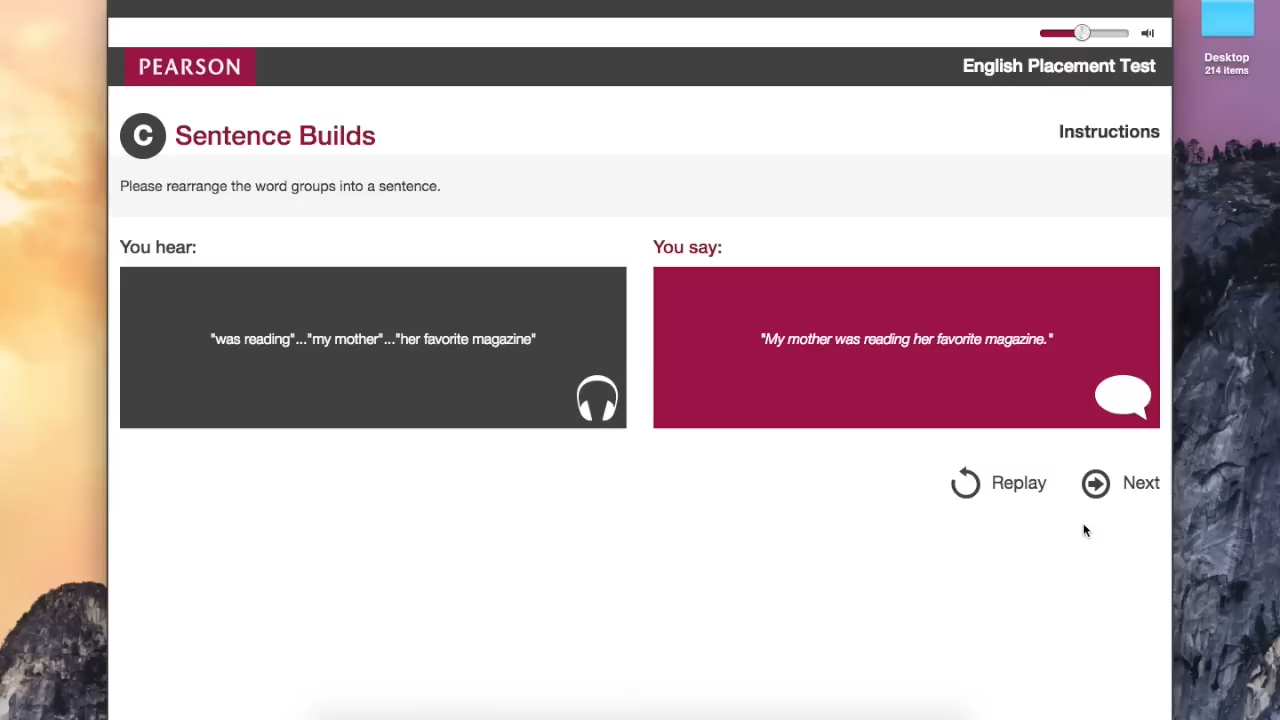 PEARSON
English Placement Test
Desktop
214 items
C Sentence Builds
Instructions
Please rearrange the word groups into a sentence.
You hear:
You say:
"was reading"..."my mother"..."her favorite magazine"
"My mother was reading her favorite magazine."
Replay
Next